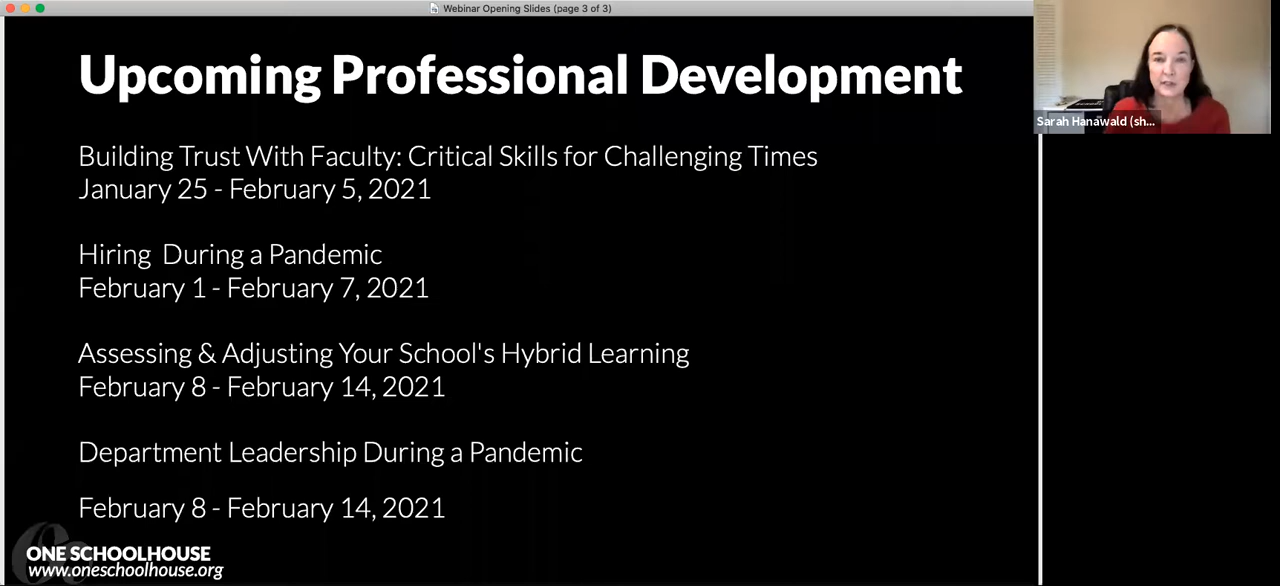 Webinar Opening Slides (page 3 of 3)
Upcoming Professional Development
Building Trust With Faculty: Critical Skills for Challenging Times
January 25 - February 5, 2021
Hiring  During a Pandemic
February 1 - February 7, 2021
Assessing & Adjusting Your School's Hybrid Learning
February 8 - February 14, 2021
Department Leadership During a Pandemic
February 8 - February 14, 2021
ONE SCHOOLHOUSE
www.oneschoolhouse.org
Sarah Hanawald (sh...